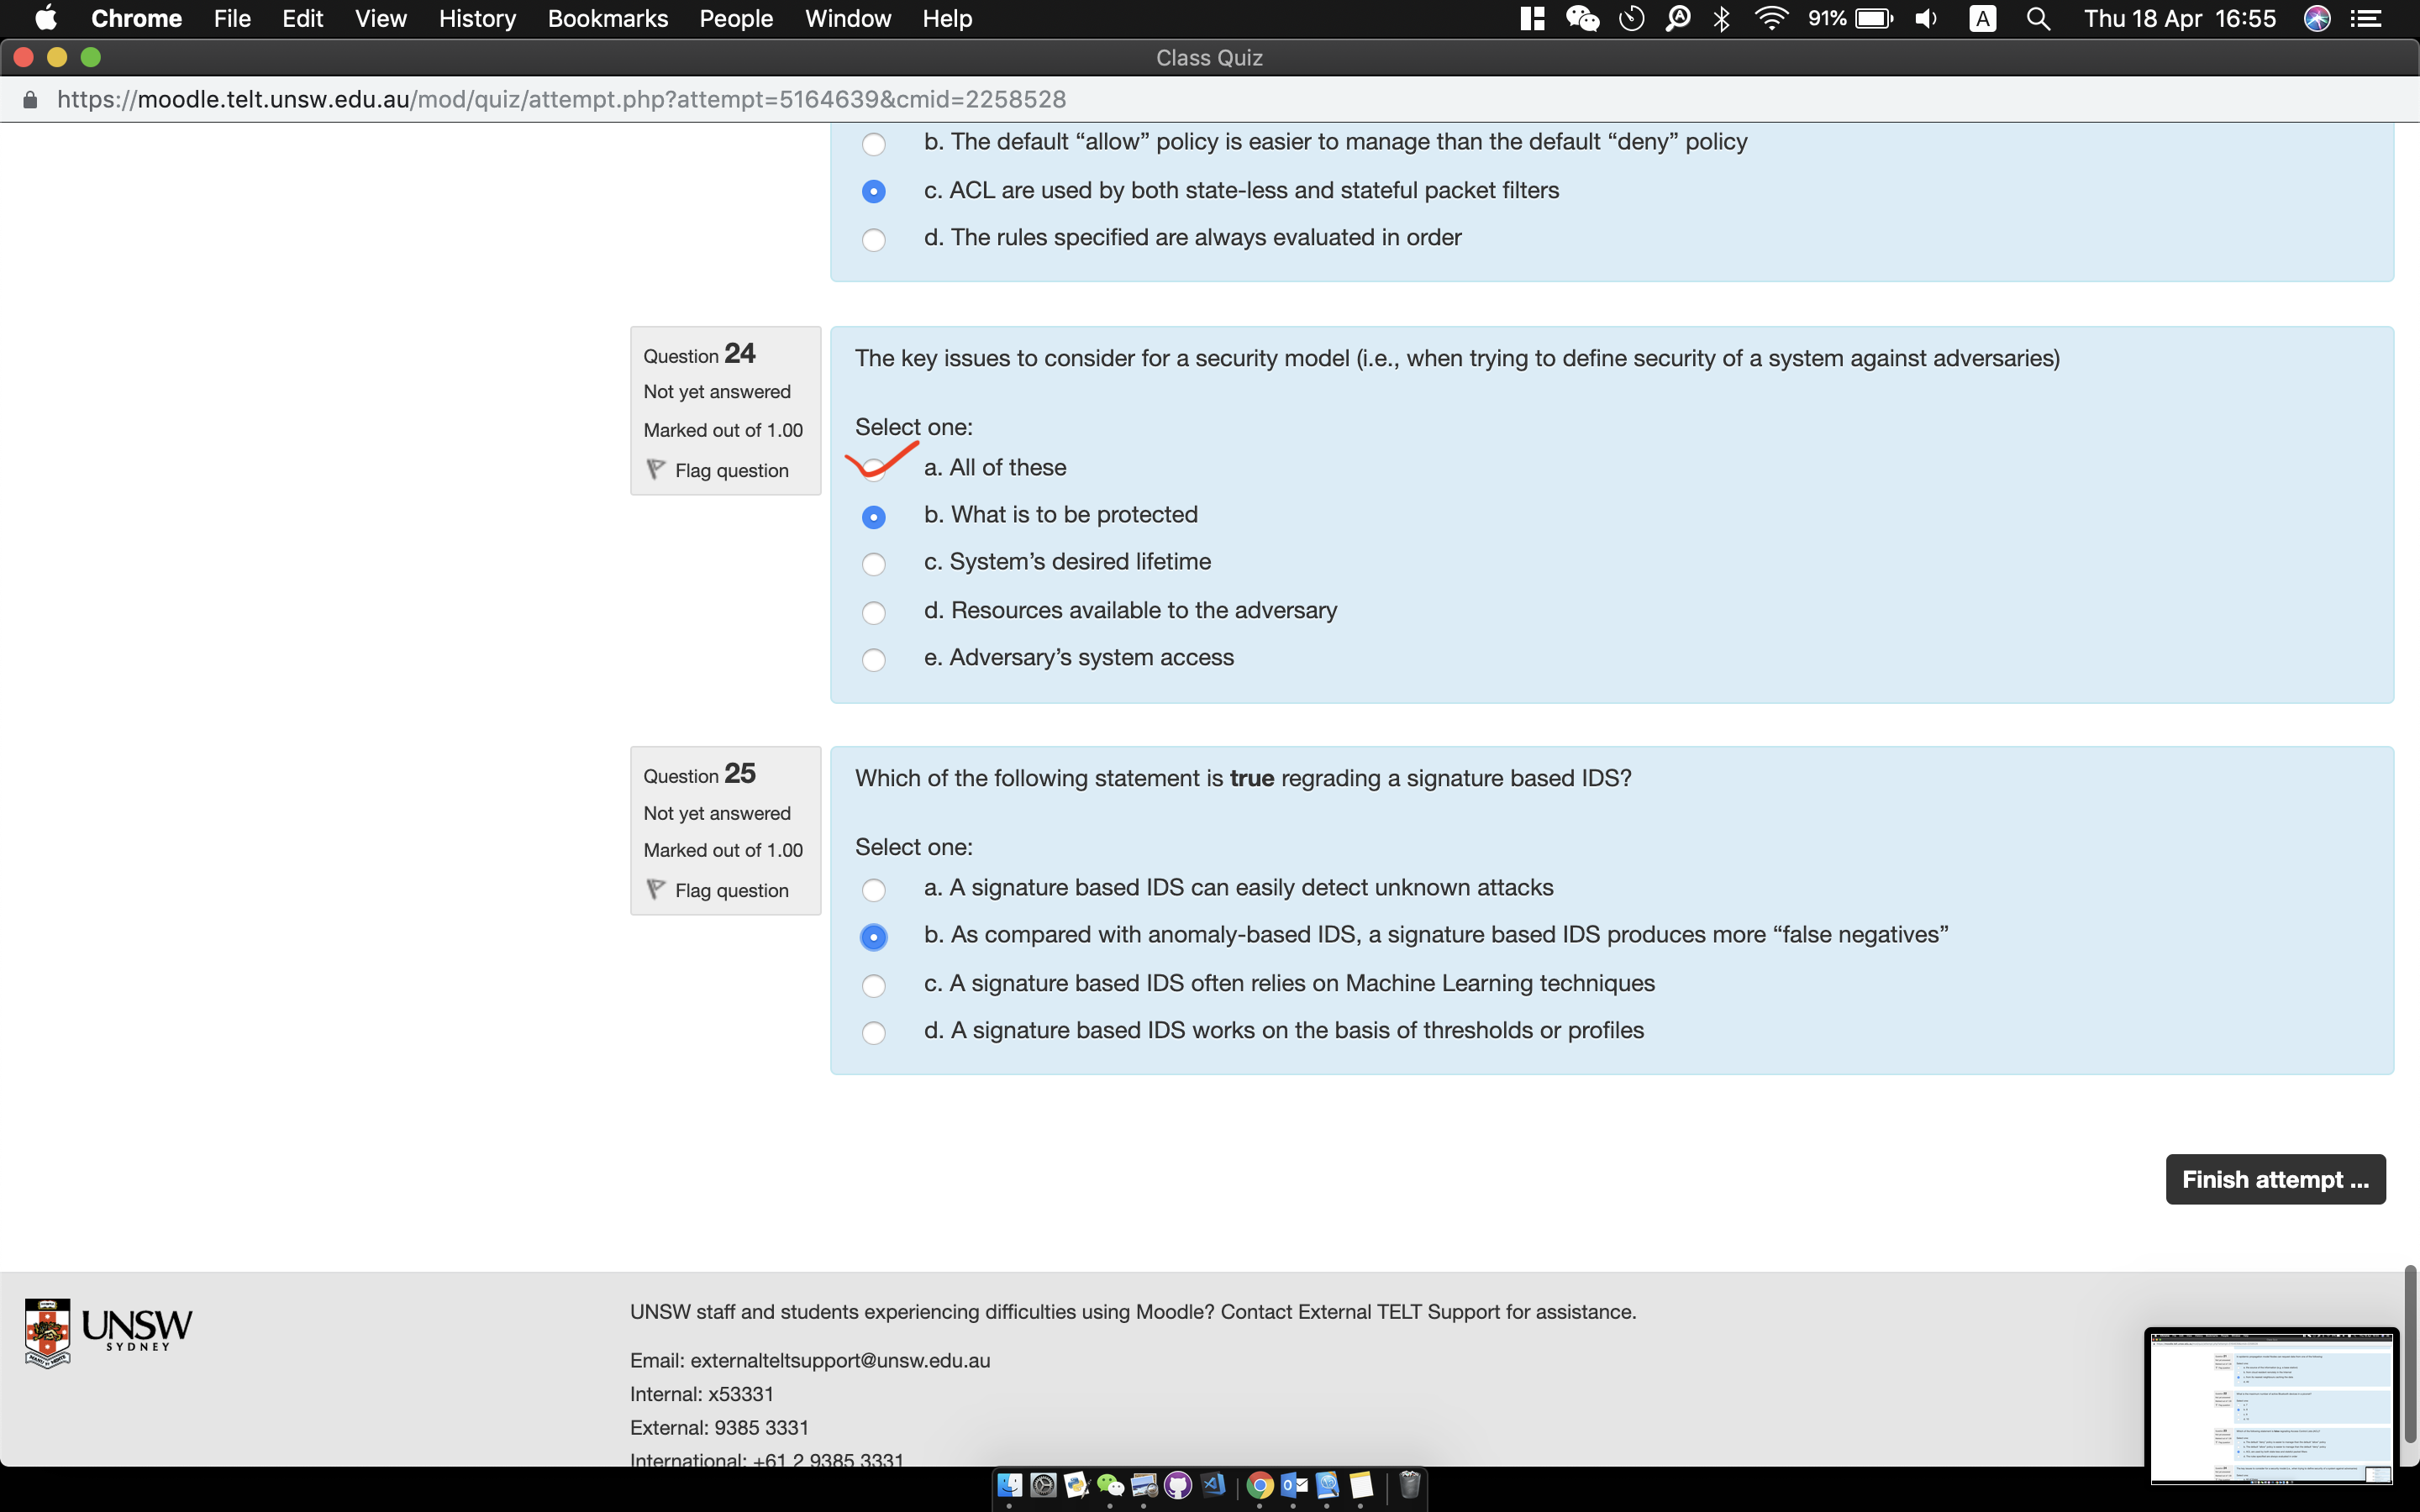 Chrome File Edit View History Bookmarks People Window Help 91% A Thu 18 Apr 16:55
Class Quiz
https://moodle.telt.unsw.edu.au/mod/quiz/attempt.php?attempt=5164639&cmid=2258528
b. The default “allow” policy is easier to manage than the default “deny” policy
c. ACL are used by both state-less and stateful packet filters
d. The rules specified are always evaluated in order
Question 24
Not yet answered
Marked out of 1.00
Flag question
The key issues to consider for a security model (i.e., when trying to define security of a system against adversaries)
Select one:
a. All of these
b. What is to be protected
c. System’s desired lifetime
d. Resources available to the adversary
e. Adversary’s system access
Question 25
Not yet answered
Marked out of 1.00
Flag question
Which of the following statement is true regrading a signature based IDS?
Select one:
a. A signature based IDS can easily detect unknown attacks
b. As compared with anomaly-based IDS, a signature based IDS produces more “false negatives”
c. A signature based IDS often relies on Machine Learning techniques
d. A signature based IDS works on the basis of thresholds or profiles
Finish attempt ...
UNSW
SYDNEY
UNSW staff and students experiencing difficulties using Moodle? Contact External TELT Support for assistance.
Email: externalteltsupport@unsw.edu.au
Internal: x53331
External: 9385 3331
International: +61 2 9385 3331